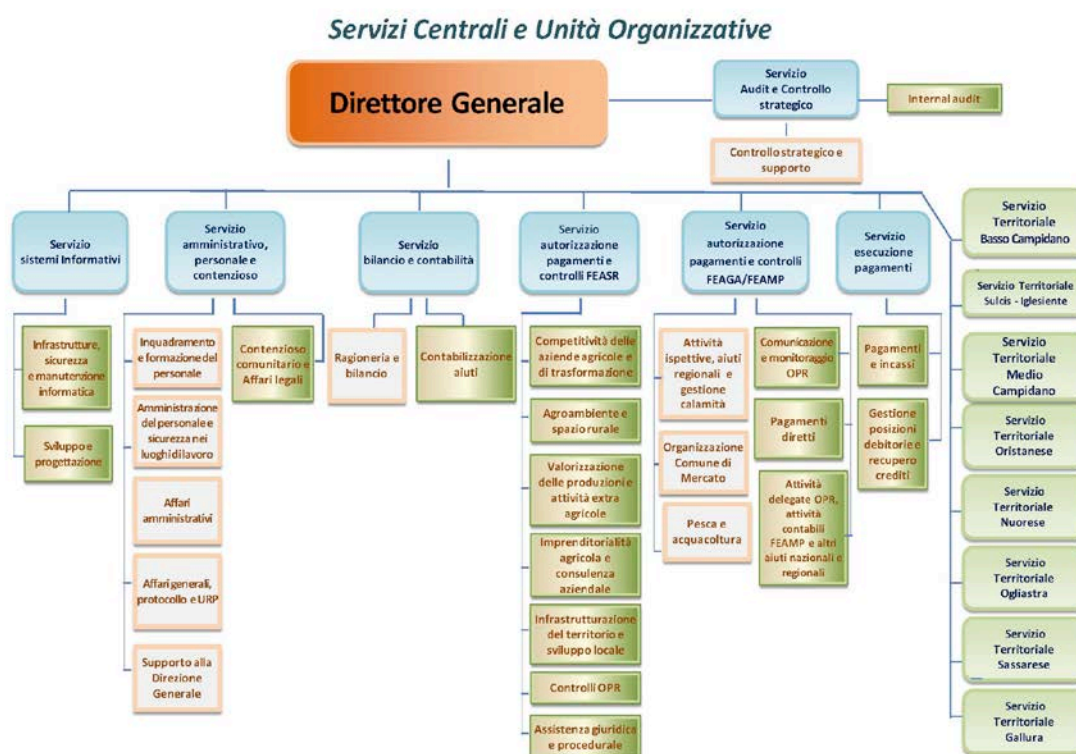 Servizi Centrali e Unità Organizzative
Direttore Generale
Servizio
Audit e Controllo
strategico
Internal audit
Controllo strategico e
supporto
Servizio
sistemi Informativi
Servizio
amministrativo,
personale e
contenzioso
Servizio
bilancio e contabilità
Servizio
autorizzazione
pagamenti e
controlli FEASR
Servizio
autorizzazione
pagamenti e controlli
FEAGA/FEAMP
Servizio
esecuzione
pagamenti
Infrastrutture,
sicurezza
e manutenzione
informatica
Sviluppo e
progettazione
Inquadramento
e formazione del
personale
Amministrazione
del personale e
sicurezza nei
luoghi di lavoro
Affari
amministrativi
Affari generali,
protocollo e URP
Supporto alla
Direzione
Generale
Contenzioso
comunitario e
Affari legali
Ragioneria e
bilancio
Contabilizzazione
aiuti
Competitività delle
aziende agricole e
di trasformazione
Agroambiente e
spazio rurale
Valorizzazione
delle produzioni e
attività extra
agricole
Imprenditorialità
agricola e
consulenza
aziendale
Infrastrutturazione
del territorio e
sviluppo locale
Controlli OPR
Assistenza giuridica
e procedurale
Attività
ispettive, aiuti
regionali e
gestione
calamità
Organizzazione
Comune di
Mercato
Pesca e
acquacoltura
Comunicazione
e monitoraggio
OPR
Pagamenti
diretti
Attività
delegate OPR,
attività
contabili
FEAMP e altri
aiuti nazionali e
regionali
Pagamenti
e incassi
Gestione
posizioni
debitorie e
recupero
crediti
Servizio
Territoriale
Basso Campidano
Servizio Territoriale
Sulcis - Iglesiente
Servizio
Territoriale
Medio
Campidano
Servizio
Territoriale
Oristanese
Servizio
Territoriale
Nuorese
Servizio
Territoriale
Ogliastra
Servizio
Territoriale
Sassarese
Servizio
Territoriale
Gallura